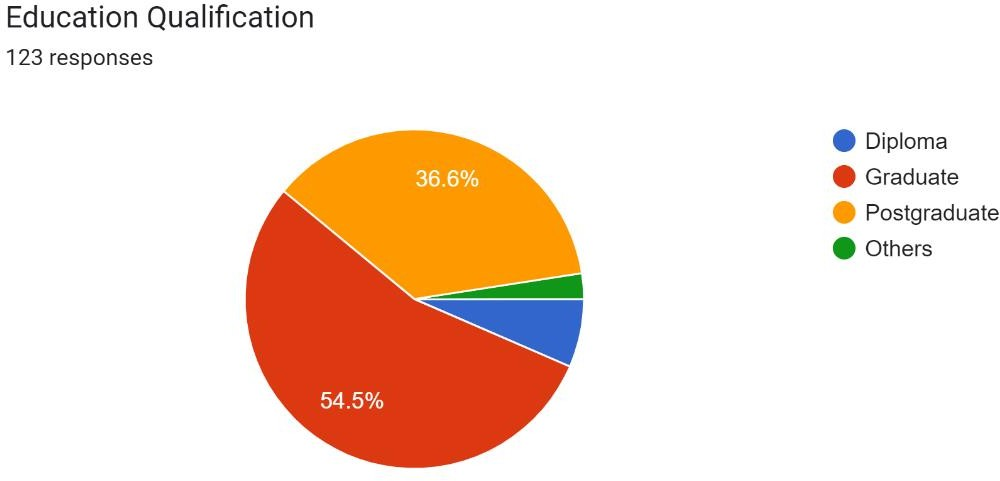 Education Qualification
123 responses
36.6%
54.5%
Diploma
Graduate
Postgraduate
Others